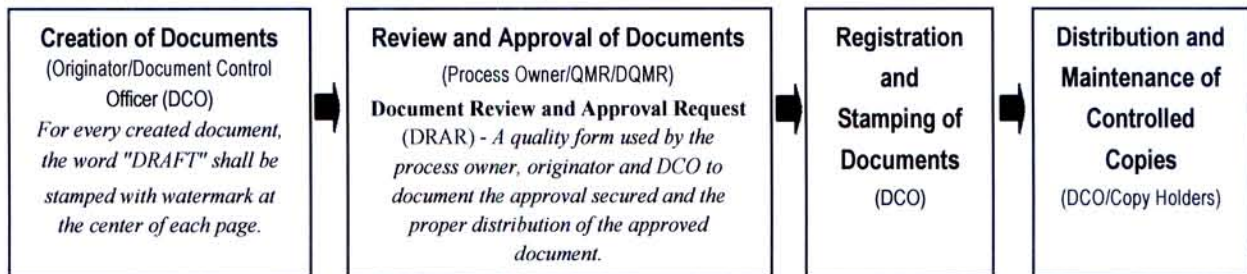 Creation of Documents
(Originator/Document Control
Officer (DCO)
For every created document,
the word "DRAFT" shall be
stamped with watermark at
the center of each page.
Review and Approval of Documents
(Process Owner/QMR/DQMR)
Document Review and Approval Request
(DRAR) - A quality form used by the
process owner, originator and DCO to
document the approval secured and the
proper distribution of the approved
document.
Registration
and
Stamping of
Documents
(DCO)
Distribution and
Maintenance of
Controlled
Copies
(DCO/Copy Holders)